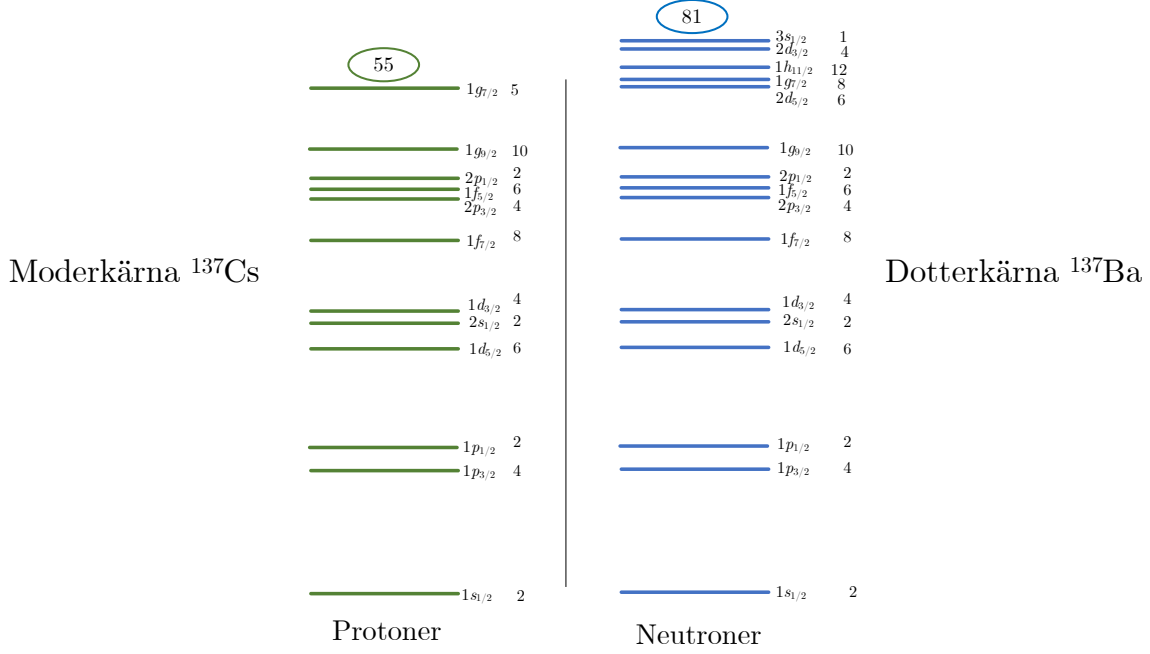 55
1g7/2 5
1g9/2 10
2p1/2 2
1f5/2 6
2p3/2 4
1f7/2 8
1d3/2 4
2s1/2 2
1d5/2 6
1p1/2 2
1p3/2 4
1s1/2 2
Protoner
Moderkärna ¹³⁷Cs
81
3s1/2 1
2d3/2 4
1h11/2 12
1g7/2 8
2d5/2 6
1g9/2 10
2p1/2 2
1f5/2 6
2p3/2 4
1f7/2 8
1d3/2 4
2s1/2 2
1d5/2 6
1p1/2 2
1p3/2 4
1s1/2 2
Neutroner
Dotterkärna ¹³⁷Ba